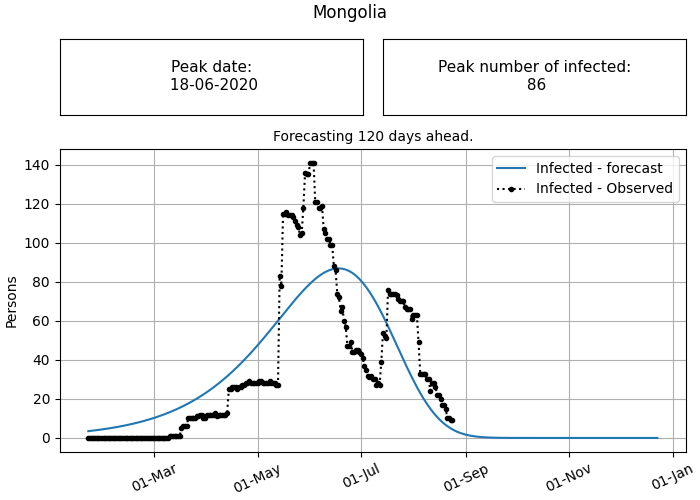 Mongolia
Peak date:
18-06-2020
Peak number of infected:
86
Forecasting 120 days ahead.
Infected - forecast
Infected - Observed
Persons
140
120
100
80
60
40
20
0
01-Mar
01-May
01-Jul
01-Sep
01-Nov
01-Jan